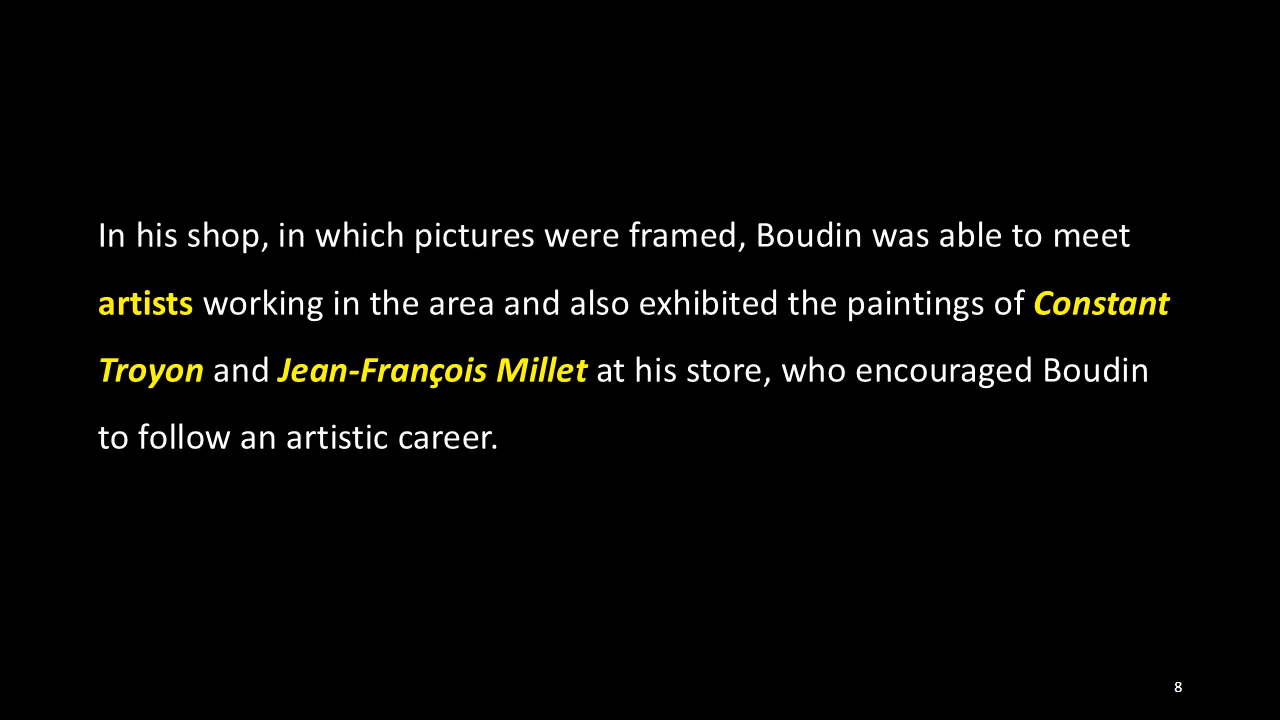 In his shop, in which pictures were framed, Boudin was able to meet
artists working in the area and also exhibited the paintings of Constant
Troyon and Jean-François Millet at his store, who encouraged Boudin
to follow an artistic career.
8